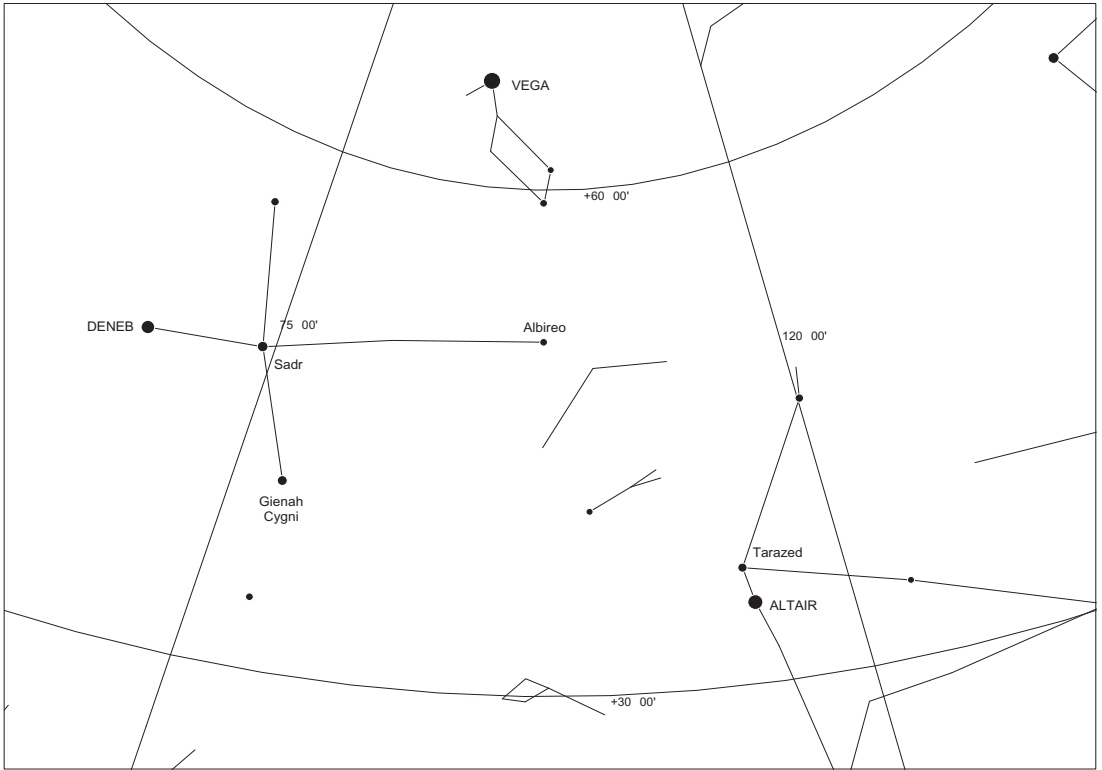 VEGA
+60 00'
DENEB
75 00'
Albireo
120 00'
Sadr
Gienah
Cygni
Tarazed
ALTAIR
+30 00'